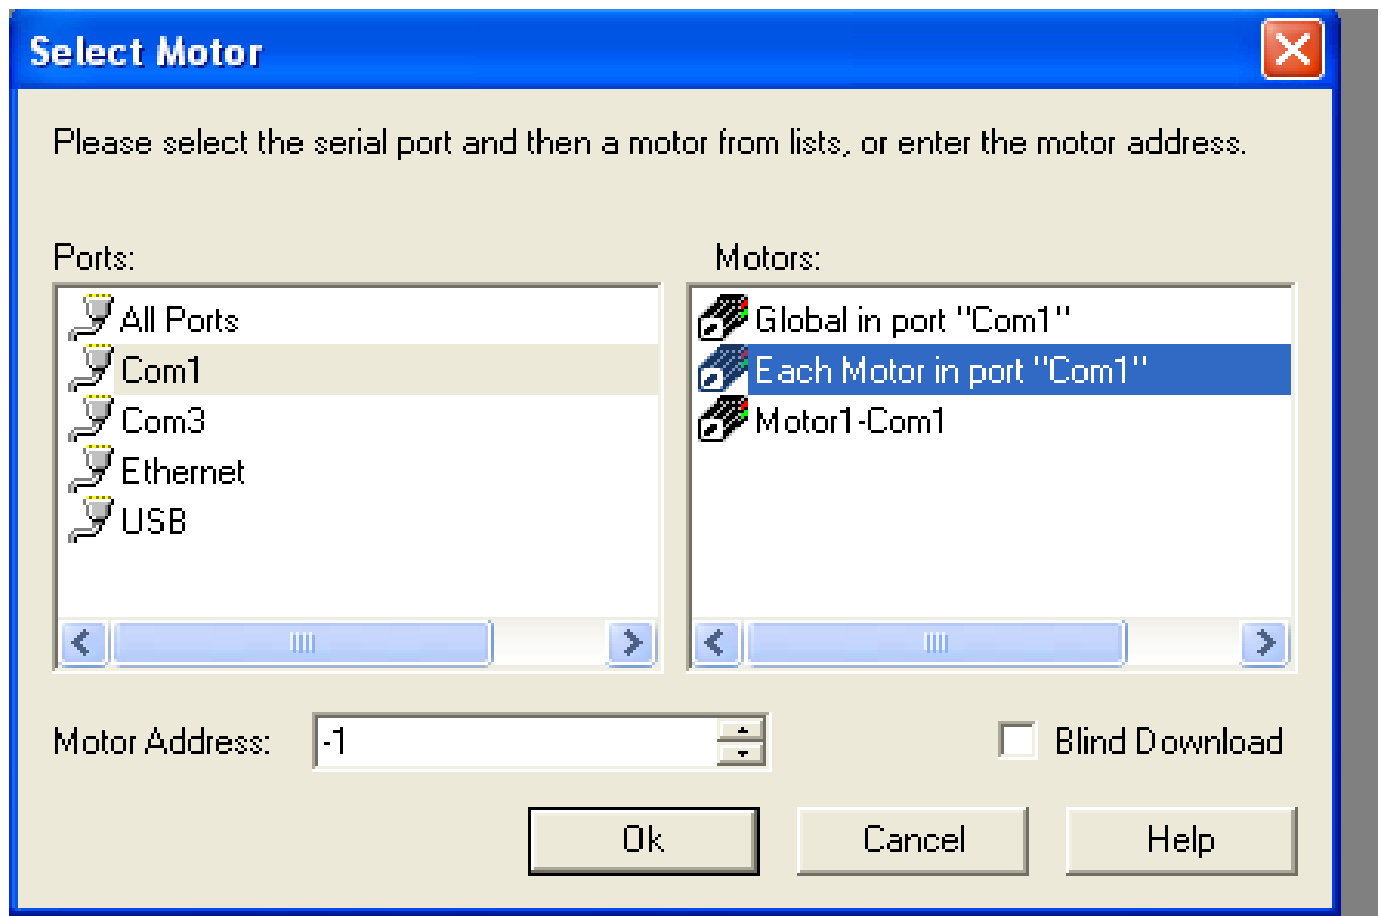 Select Motor
Please select the serial port and then a motor from lists, or enter the motor address.
Ports:
All Ports
Com1
Com3
Ethernet
USB
Motors:
Global in port "Com1"
Each Motor in port "Com1"
Motor1-Com1
Motor Address:
-1
Blind Download
Ok
Cancel
Help